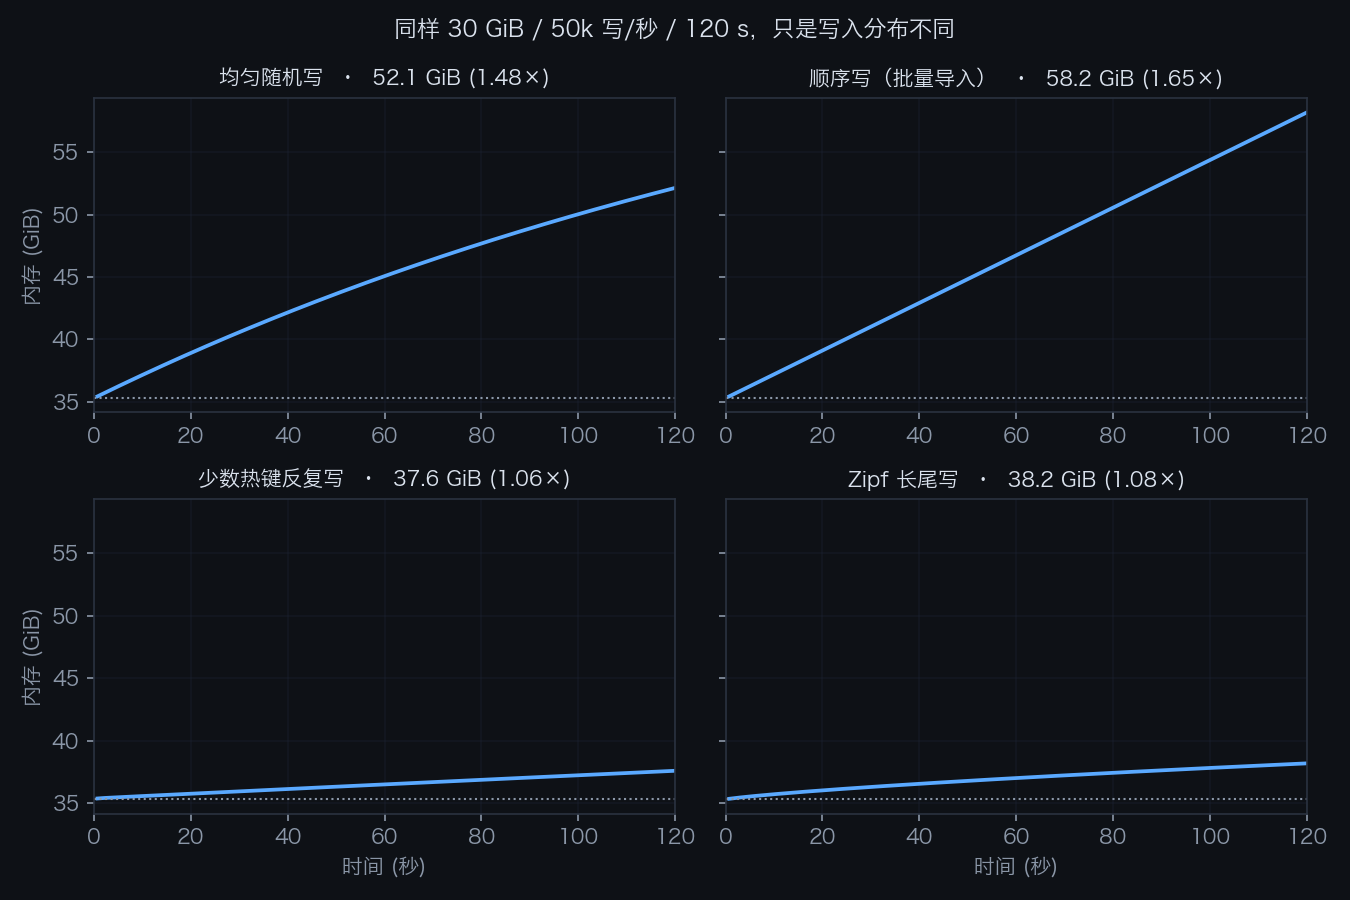 同样 30 GiB / 50k 写/秒 / 120 s，只是写入分布不同
均匀随机写 · 52.1 GiB (1.48×)
顺序写（批量导入） · 58.2 GiB (1.65×)
内存 (GiB)
55
50
45
40
35
0 20 40 60 80 100 120
0 20 40 60 80 100 120
少数热键反复写 · 37.6 GiB (1.06×)
Zipf 长尾写 · 38.2 GiB (1.08×)
内存 (GiB)
55
50
45
40
35
0 20 40 60 80 100 120
0 20 40 60 80 100 120
时间 (秒)
时间 (秒)